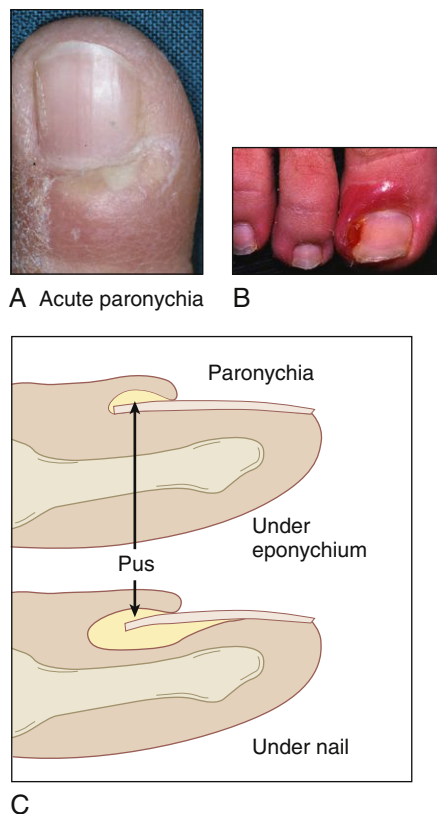 A Acute paronychia
B
Paronychia
Under
eponychium
Pus
Under nail
C